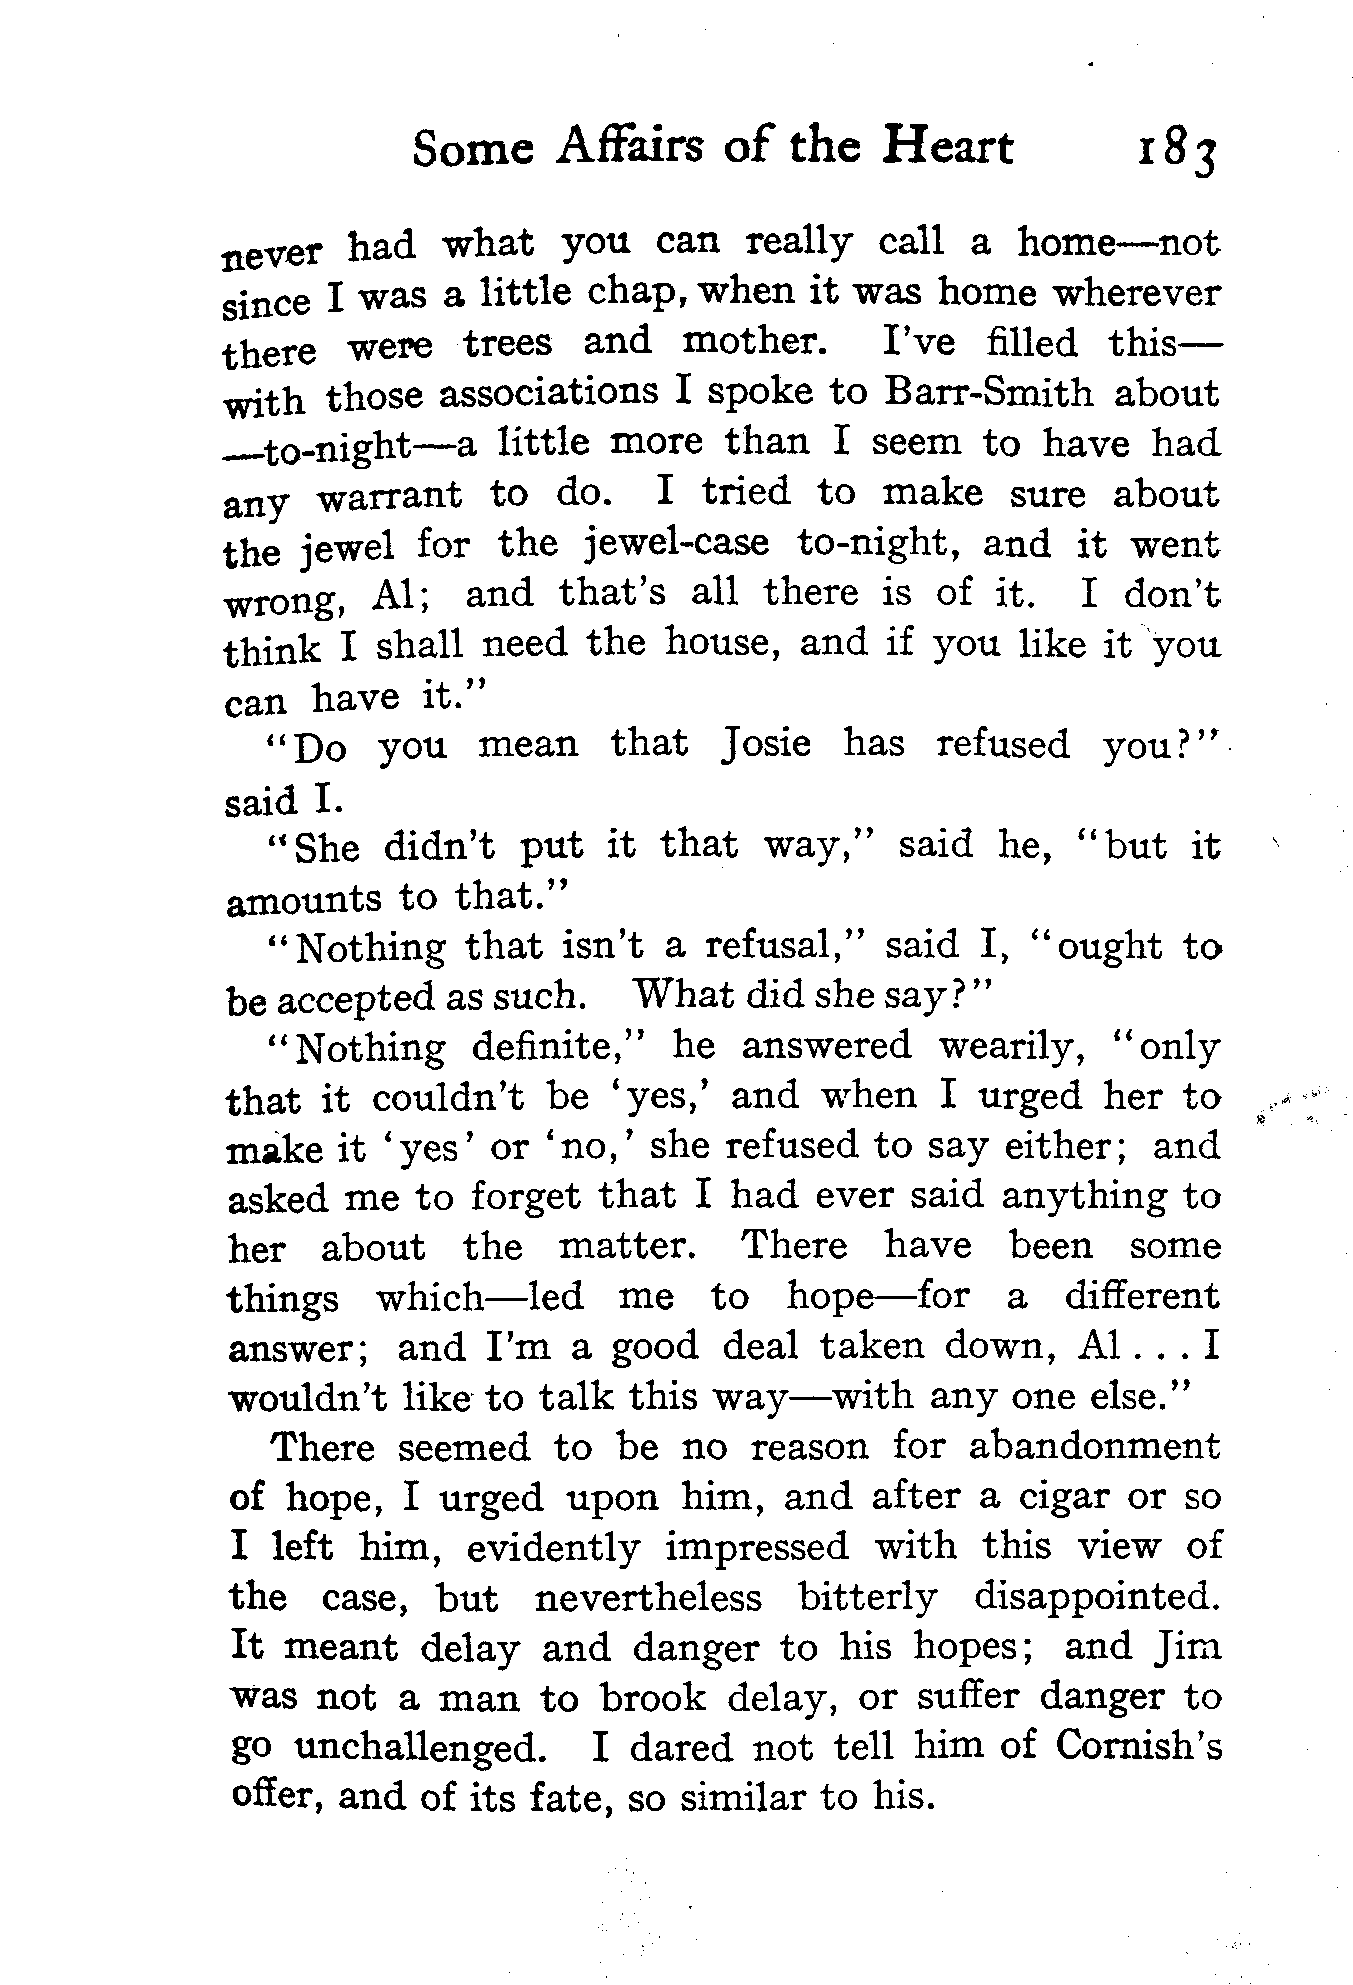 Some Affairs of the Heart 183
never had what you can really call a home—not
since I was a little chap, when it was home wherever
there were trees and mother. I've filled this—
with those associations I spoke to Barr-Smith about
—to-night—a little more than I seem to have had
any warrant to do. I tried to make sure about
the jewel for the jewel-case to-night, and it went
wrong, Al; and that's all there is of it. I don't
think I shall need the house, and if you like it you
can have it."
"Do you mean that Josie has refused you?"
said I.
"She didn't put it that way," said he, "but it
amounts to that."
"Nothing that isn't a refusal," said I, "ought to
be accepted as such. What did she say?"
"Nothing definite," he answered wearily, "only
that it couldn't be 'yes,' and when I urged her to
make it 'yes' or 'no,' she refused to say either; and
asked me to forget that I had ever said anything to
her about the matter. There have been some
things which—led me to hope—for a different
answer; and I'm a good deal taken down, Al . . . I
wouldn't like to talk this way—with any one else."
There seemed to be no reason for abandonment
of hope, I urged upon him, and after a cigar or so
I left him, evidently impressed with this view of
the case, but nevertheless bitterly disappointed.
It meant delay and danger to his hopes; and Jim
was not a man to brook delay, or suffer danger to
go unchallenged. I dared not tell him of Cornish's
offer, and of its fate, so similar to his.